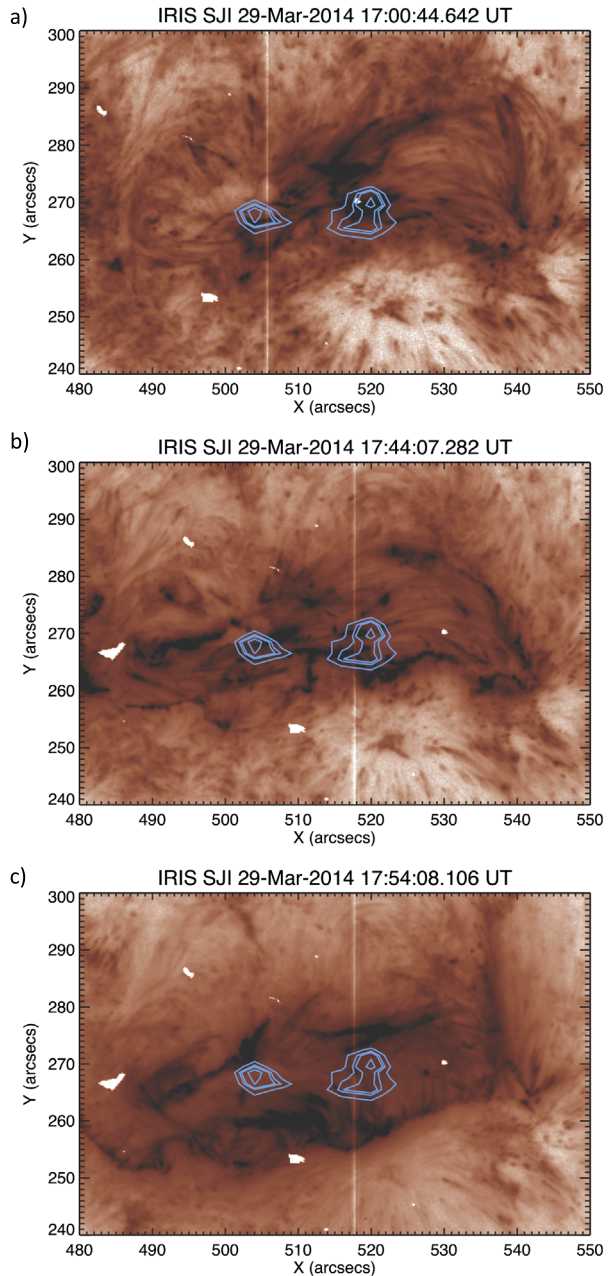 a)
IRIS SJI 29-Mar-2014 17:00:44.642 UT
300
290
280
270
260
250
240
Y (arcsecs)
480 490 500 510 520 530 540 550
X (arcsecs)
b)
IRIS SJI 29-Mar-2014 17:44:07.282 UT
300
290
280
270
260
250
240
Y (arcsecs)
480 490 500 510 520 530 540 550
X (arcsecs)
c)
IRIS SJI 29-Mar-2014 17:54:08.106 UT
300
290
280
270
260
250
240
Y (arcsecs)
480 490 500 510 520 530 540 550
X (arcsecs)